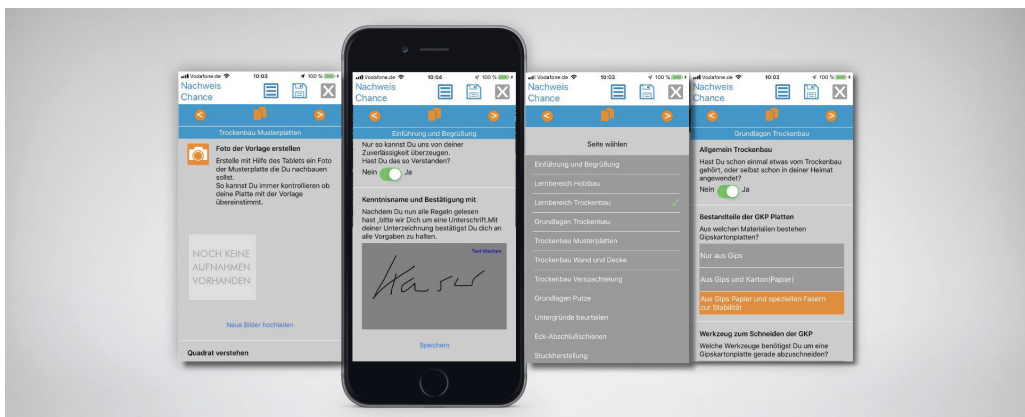 Vodafone.de 10:03 100 %
Nachweis
Chance
Trockenbau Musterplatten
Foto der Vorlage erstellen
Erstelle mit Hilfe des Tablets ein Foto
der Musterplatte die Du nachbauen
sollst.
So kannst Du immer kontrollieren ob
deine Platte mit der Vorlage
übereinstimmt.
NOCH KEINE
AUFNAHMEN
VORHANDEN
Neue Bilder hochladen
Quadrat verstehen
Vodafone.de 10:04 100 %
Nachweis
Chance
Einführung und Begrüßung
Nur so kannst Du uns von deiner
Zuverlässigkeit überzeugen.
Hast Du das so Verstanden?
Nein Ja
Kenntnisname und Bestätigung mit
Nachdem Du nun alle Regeln gelesen
hast ,bitte wir Dich um eine Unterschrift.Mit
deiner Unterzeichnung bestätigst Du dich an
alle Vorgaben zu halten.
Text löschen
Speichern
Vodafone.de 10:03 100 %
Nachweis
Chance
Seite wählen
Einführung und Begrüßung
Lernbereich Holzbau
Lernbereich Trockenbau
Grundlagen Trockenbau
Trockenbau Musterplatten
Trockenbau Wand und Decke
Trockenbau Verspachtelung
Grundlagen Putze
Untergründe beurteilen
Eck-Abschlußschienen
Stuckherstellung
Vodafone.de 10:03 100 %
Nachweis
Chance
Grundlagen Trockenbau
Allgemein Trockenbau
Hast Du schon einmal etwas vom Trockenbau
gehört, oder selbst schon in deiner Heimat
angewendet?
Nein Ja
Bestandteile der GKP Platten
Aus welchen Materialien bestehen
Gipskartonplatten?
Nur aus Gips
Aus Gips und Karton(Papier)
Aus Gips Papier und speziellen Fasern
zur Stabilität
Werkzeug zum Schneiden der GKP
Welche Werkzeuge benötigst Du um eine
Gipskartonplatte gerade abzuschneiden?